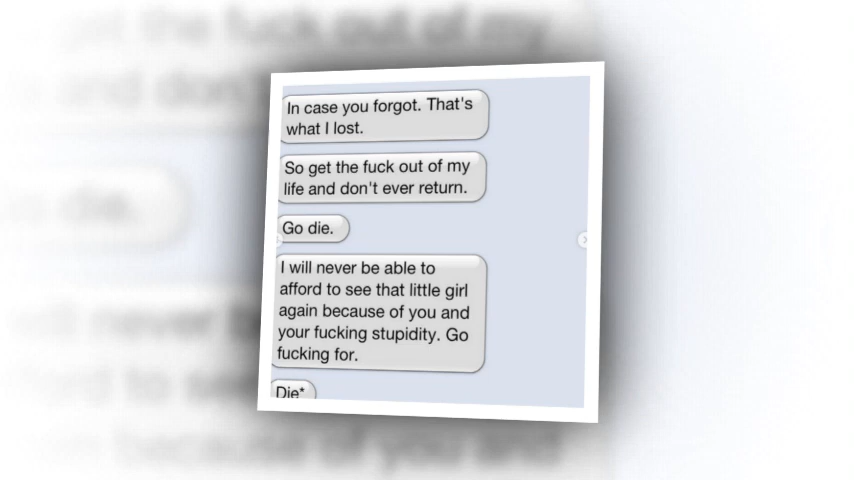 In case you forgot. That's
what I lost.
So get the fuck out of my
life and don't ever return.
Go die.
I will never be able to
afford to see that little girl
again because of you and
your fucking stupidity. Go
fucking for.
Die*